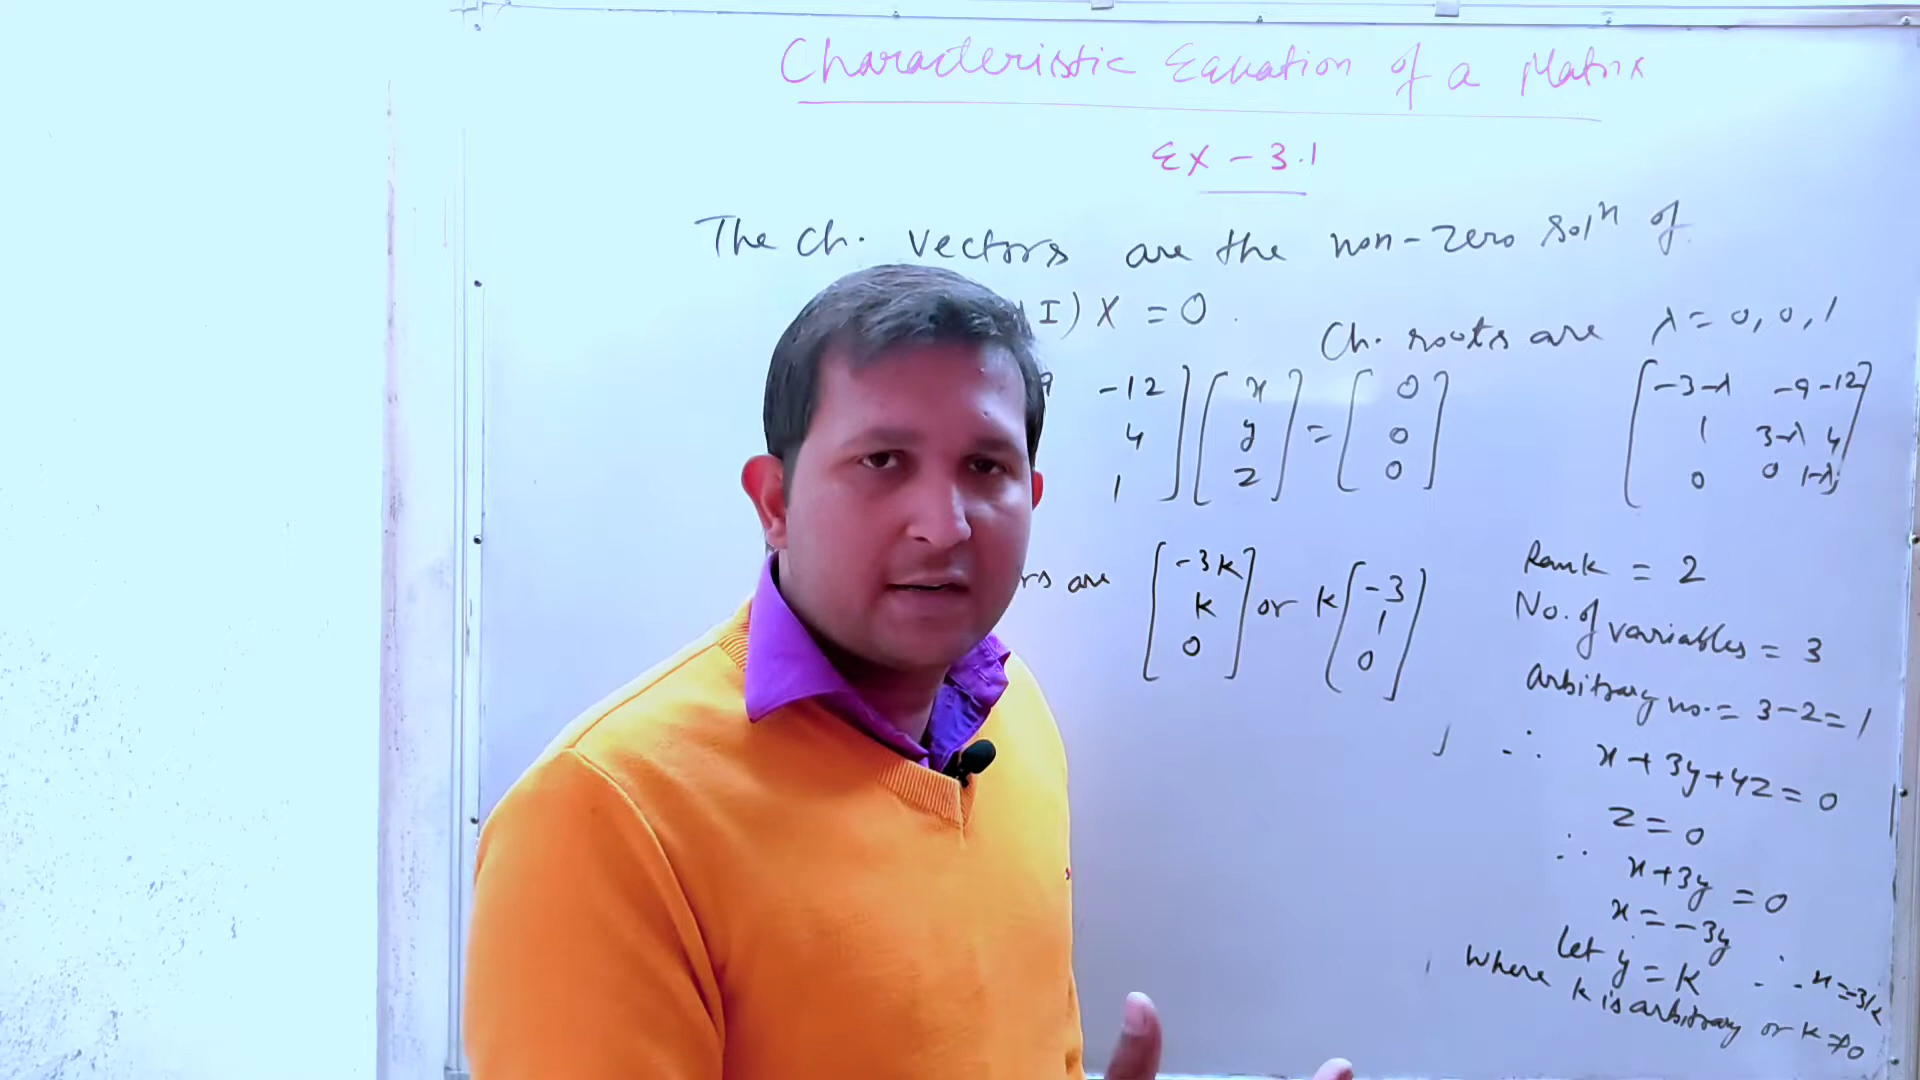 Characteristic Equation of a Matrix
Ex - 3.1
The ch. vectors are the non-zero solⁿ of
I) X = 0.
Ch. roots are λ = 0, 0, 1
9 -12
4
1
[x
y
z] = [0
0
0]
[-3-λ -9 -12
1 3-λ 4
0 0 1-λ]
rs are [-3k
k
0] or k[-3
1
0]
Rank = 2
No. of variables = 3
Arbitrary no. = 3-2 = 1
∴ x + 3y + 4z = 0
z = 0
∴ x + 3y = 0
x = -3y
Let y = k ∴ x = -3k
where k is arbitrary or k ≠ 0